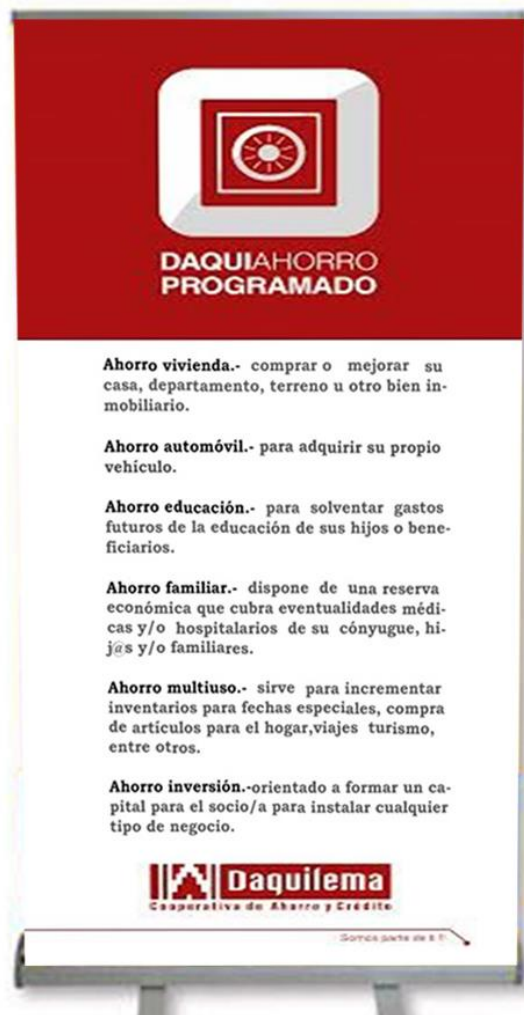 DAQUIAHORRO
PROGRAMADO
Ahorro vivienda.- comprar o mejorar su
casa, departamento, terreno u otro bien in-
mobiliario.
Ahorro automóvil.- para adquirir su propio
vehículo.
Ahorro educación.- para solventar gastos
futuros de la educación de sus hijos o bene-
ficiarios.
Ahorro familiar.- dispone de una reserva
económica que cubra eventualidades médi-
cas y/o hospitalarios de su cónyugue, hi-
j@s y/o familiares.
Ahorro multiuso.- sirve para incrementar
inventarios para fechas especiales, compra
de artículos para el hogar,viajes turismo,
entre otros.
Ahorro inversión.-orientado a formar un ca-
pital para el socio/a para instalar cualquier
tipo de negocio.
Daquilema
Cooperativa de Ahorro y Crédito
Somos parte de